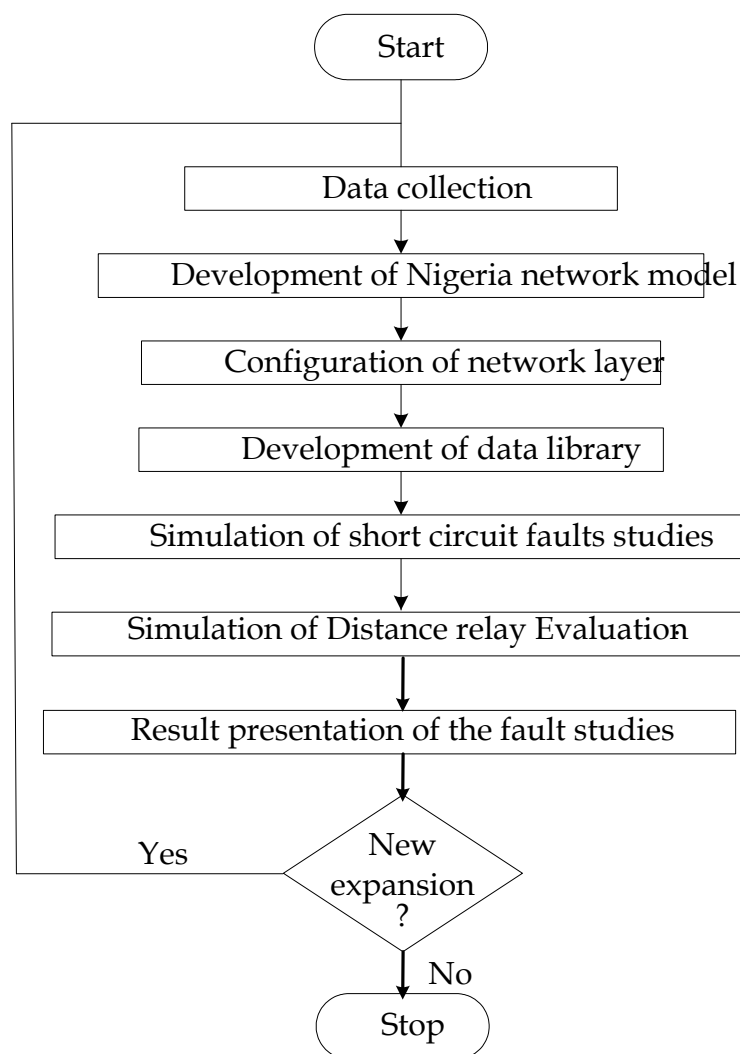 Start
Data collection
Development of Nigeria network model
Configuration of network layer
Development of data library
Simulation of short circuit faults studies
Simulation of Distance relay Evaluation.
Result presentation of the fault studies
Yes
New
expansion
?
No
Stop